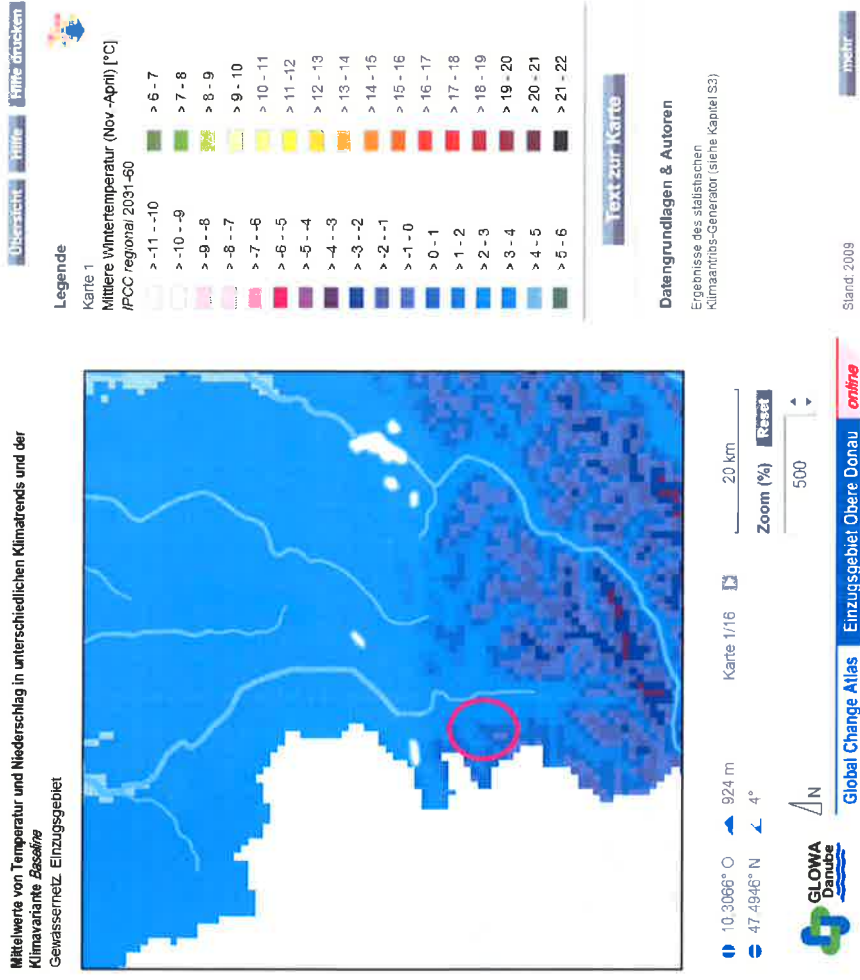 Mittelwerte von Temperatur und Niederschlag in unterschiedlichen Klimatrends und der
Klimavariante Baseline
Gewässernetz Einzugsgebiet
Übersicht Hilfe Hilfe drucken
Legende
Karte 1
Mittlere Wintertemperatur (Nov -April) [°C]
IPCC regional 2031-60
> -11 - -10
> -10 - -9
> -9 - -8
> -8 - -7
> -7 - -6
> -6 - -5
> -5 - -4
> -4 - -3
> -3 - -2
> -2 - -1
> -1 - 0
> 0 - 1
> 1 - 2
> 2 - 3
> 3 - 4
> 4 - 5
> 5 - 6
> 6 - 7
> 7 - 8
> 8 - 9
> 9 - 10
> 10 - 11
> 11 - 12
> 12 - 13
> 13 - 14
> 14 - 15
> 15 - 16
> 16 - 17
> 17 - 18
> 18 - 19
> 19 - 20
> 20 - 21
> 21 - 22
Text zur Karte
Datengrundlagen & Autoren
Ergebnisse des statistischen
Klimaantribs-Generator (siehe Kapitel S3)
Stand: 2009
mehr
10,3066° O 924 m
47,4946° N 4°
Karte 1/16
20 km
Zoom (%) Reset
500
N
GLOWA
Danube
Global Change Atlas Einzugsgebiet Obere Donau online